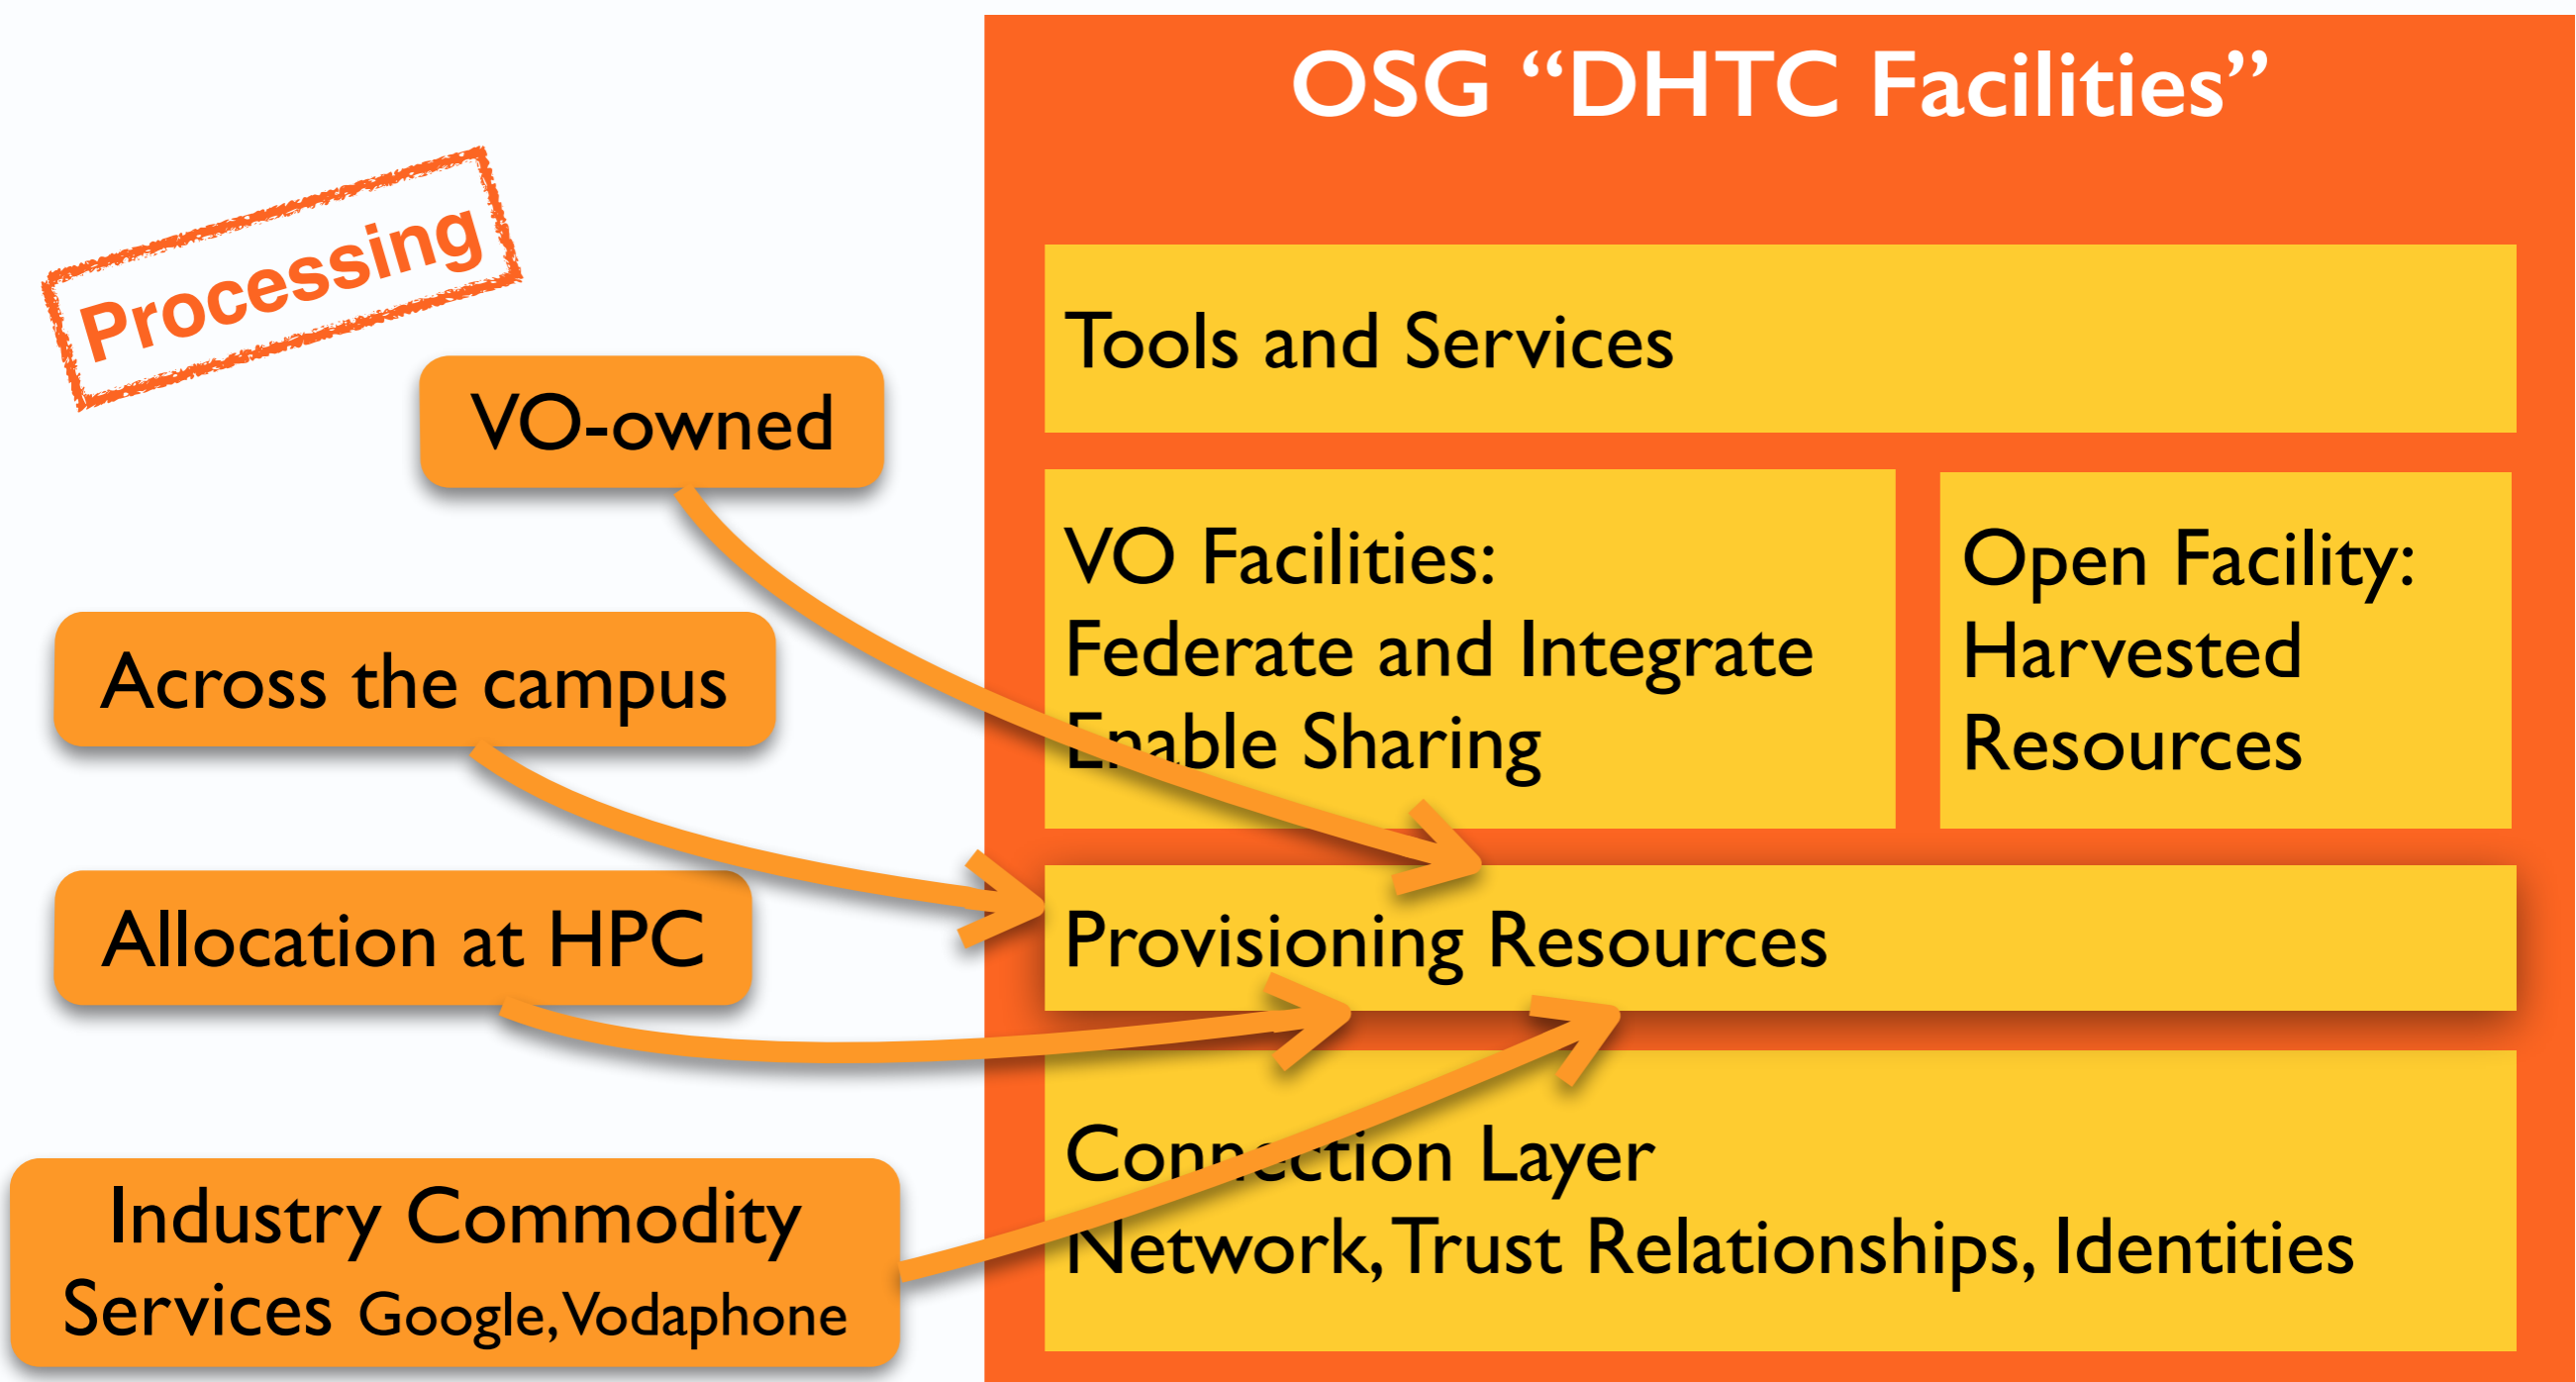 OSG “DHTC Facilities”
Processing
VO-owned
Across the campus
Allocation at HPC
Industry Commodity
Services Google, Vodaphone
Tools and Services
VO Facilities:
Federate and Integrate
Enable Sharing
Open Facility:
Harvested
Resources
Provisioning Resources
Connection Layer
Network, Trust Relationships, Identities